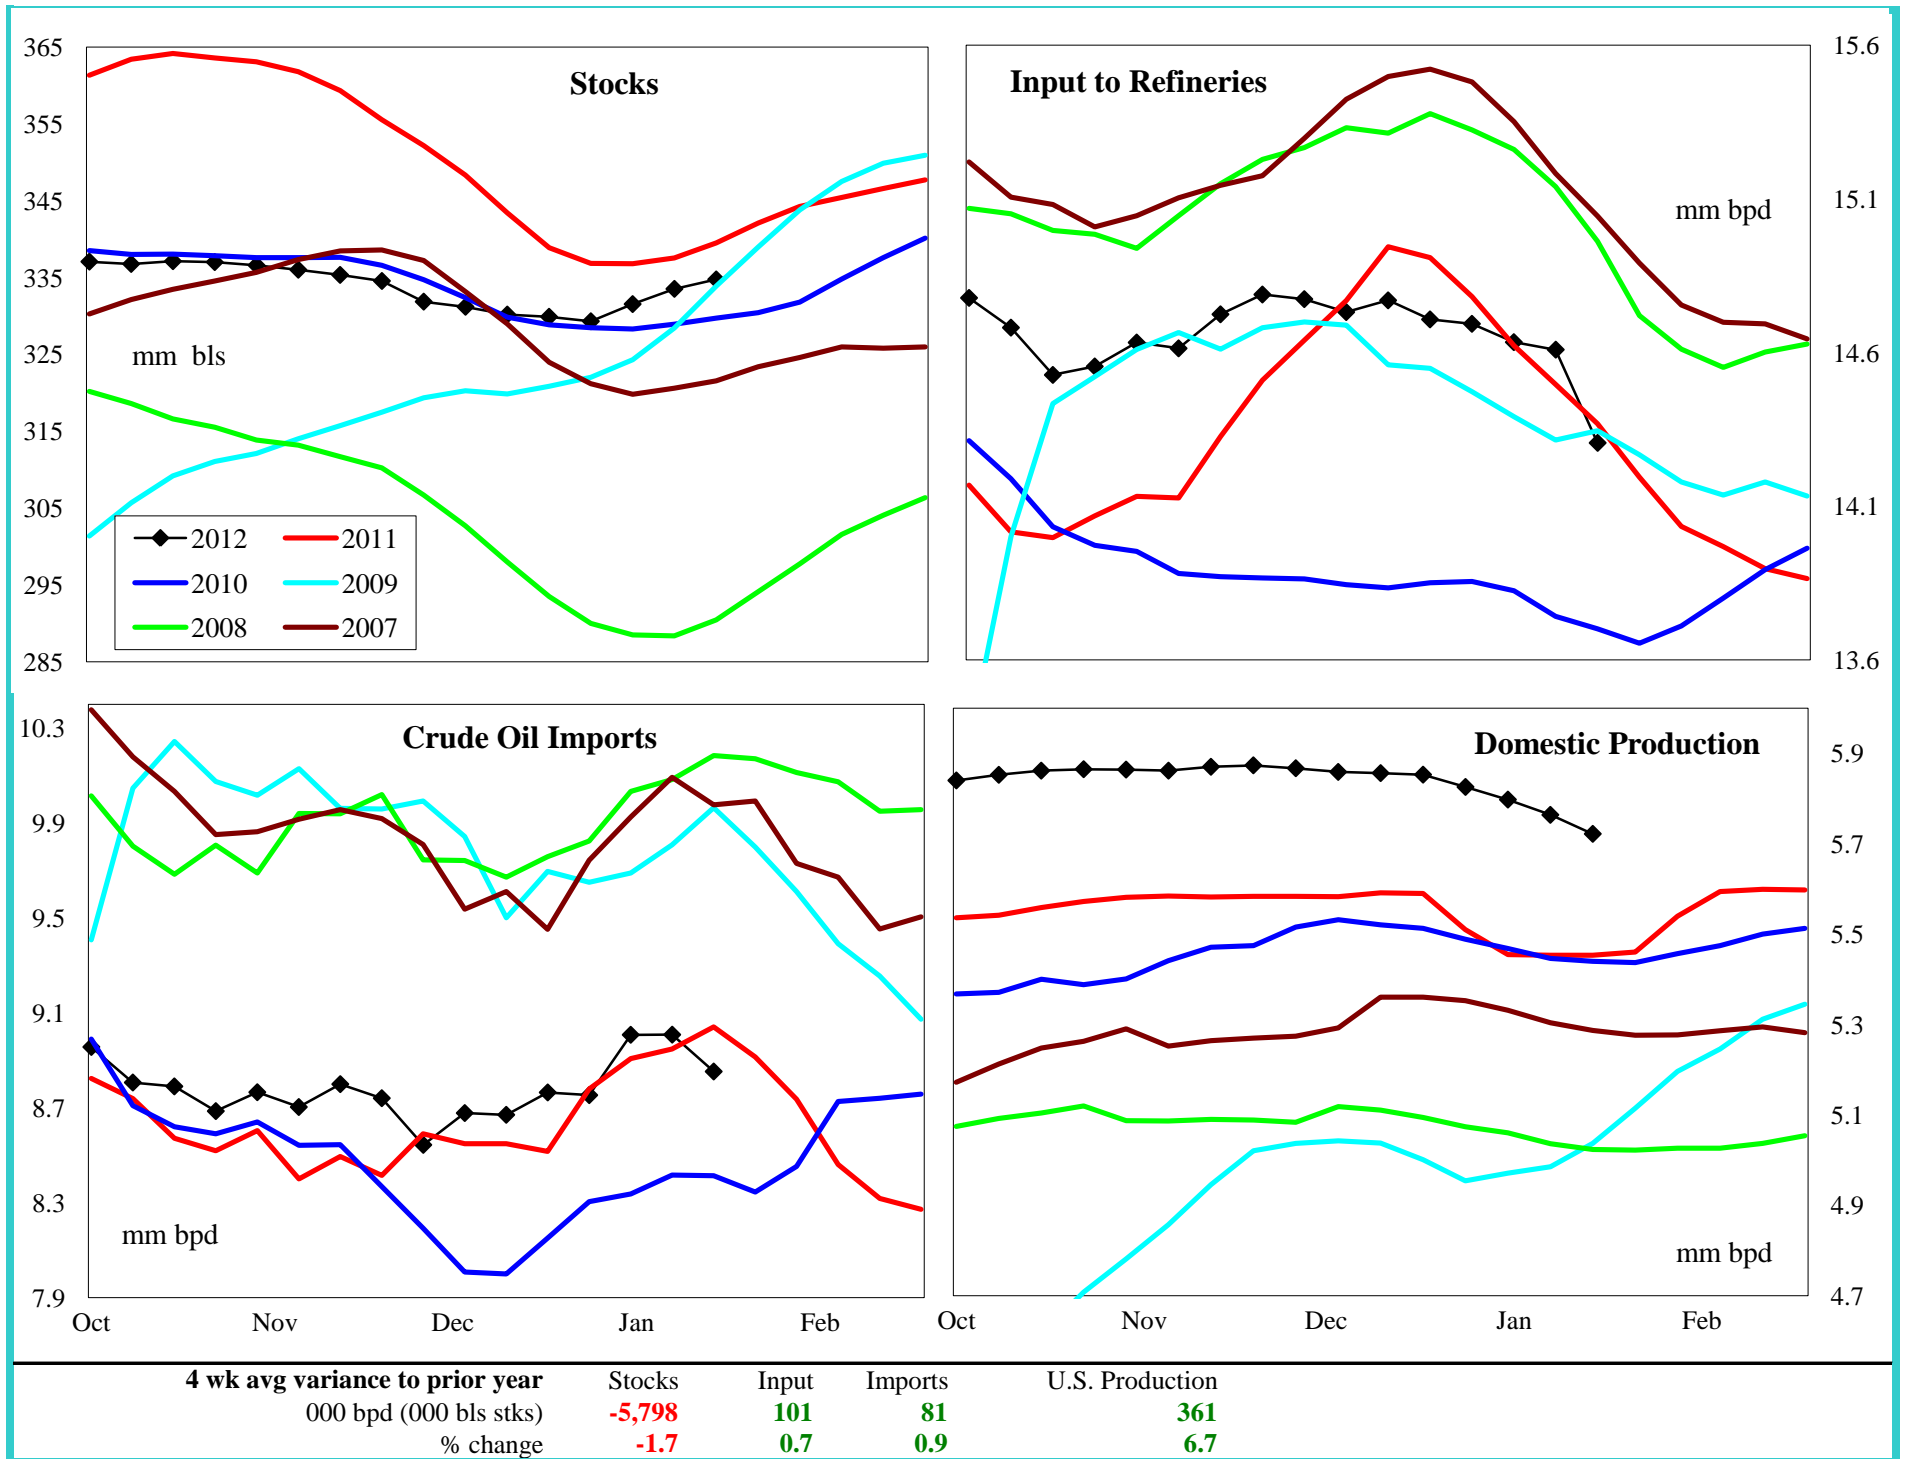 Stocks
365
355
345
335
325
315
305
295
285
mm bls
2012 2011
2010 2009
2008 2007
Input to Refineries
15.6
15.1
14.6
14.1
13.6
mm bpd
Crude Oil Imports
10.3
9.9
9.5
9.1
8.7
8.3
7.9
mm bpd
Oct Nov Dec Jan Feb
Domestic Production
5.9
5.7
5.5
5.3
5.1
4.9
4.7
mm bpd
Oct Nov Dec Jan Feb
4 wk avg variance to prior year Stocks Input Imports U.S. Production
000 bpd (000 bls stks) -5,798 101 81 361
% change -1.7 0.7 0.9 6.7